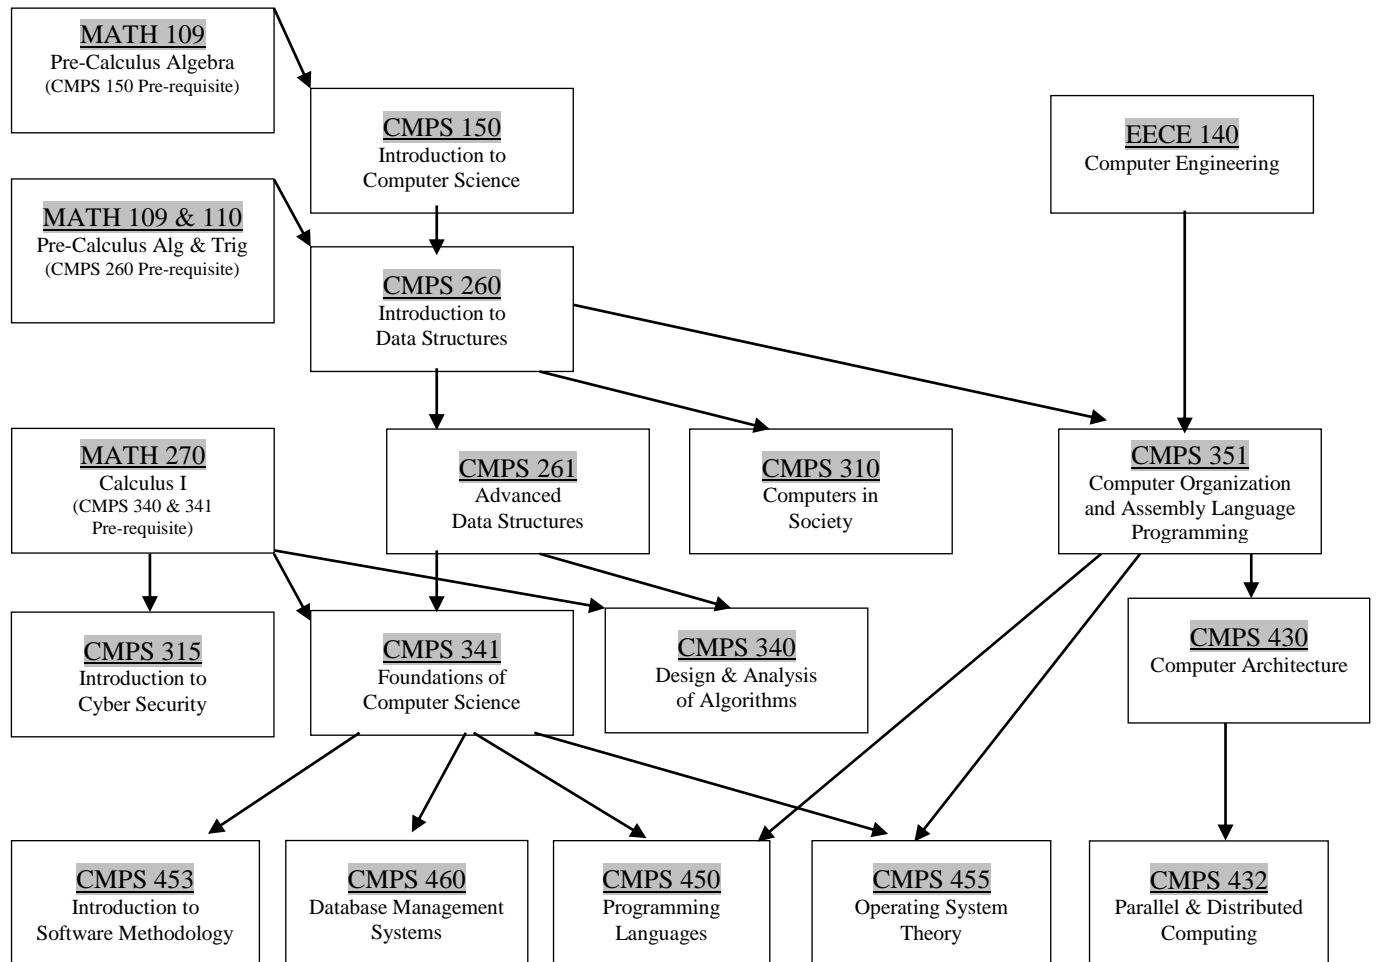 MATH 109
Pre-Calculus Algebra
(CMPS 150 Pre-requisite)
CMPS 150
Introduction to
Computer Science
EECE 140
Computer Engineering
MATH 109 & 110
Pre-Calculus Alg & Trig
(CMPS 260 Pre-requisite)
CMPS 260
Introduction to
Data Structures
MATH 270
Calculus I
(CMPS 340 & 341
Pre-requisite)
CMPS 261
Advanced
Data Structures
CMPS 310
Computers in
Society
CMPS 351
Computer Organization
and Assembly Language
Programming
CMPS 315
Introduction to
Cyber Security
CMPS 341
Foundations of
Computer Science
CMPS 340
Design & Analysis
of Algorithms
CMPS 430
Computer Architecture
CMPS 453
Introduction to
Software Methodology
CMPS 460
Database Management
Systems
CMPS 450
Programming
Languages
CMPS 455
Operating System
Theory
CMPS 432
Parallel & Distributed
Computing